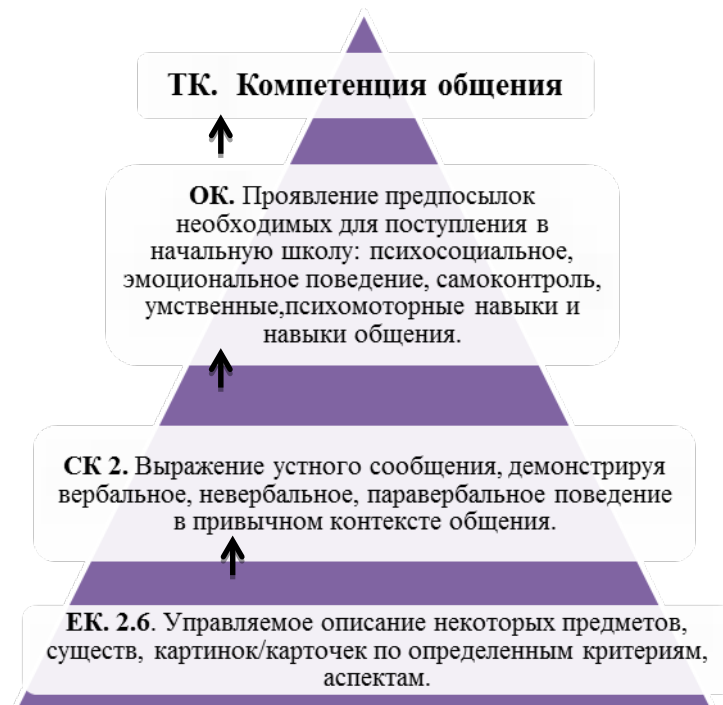 ТК. Компетенция общения
ОК. Проявление предпосылок
необходимых для поступления в
начальную школу: психосоциальное,
эмоциональное поведение, самоконтроль,
умственные,психомоторные навыки и
навыки общения.
СК 2. Выражение устного сообщения, демонстрируя
вербальное, невербальное, паравербальное поведение
в привычном контексте общения.
ЕК. 2.6. Управляемое описание некоторых предметов,
существ, картинок/карточек по определенным критериям,
аспектам.